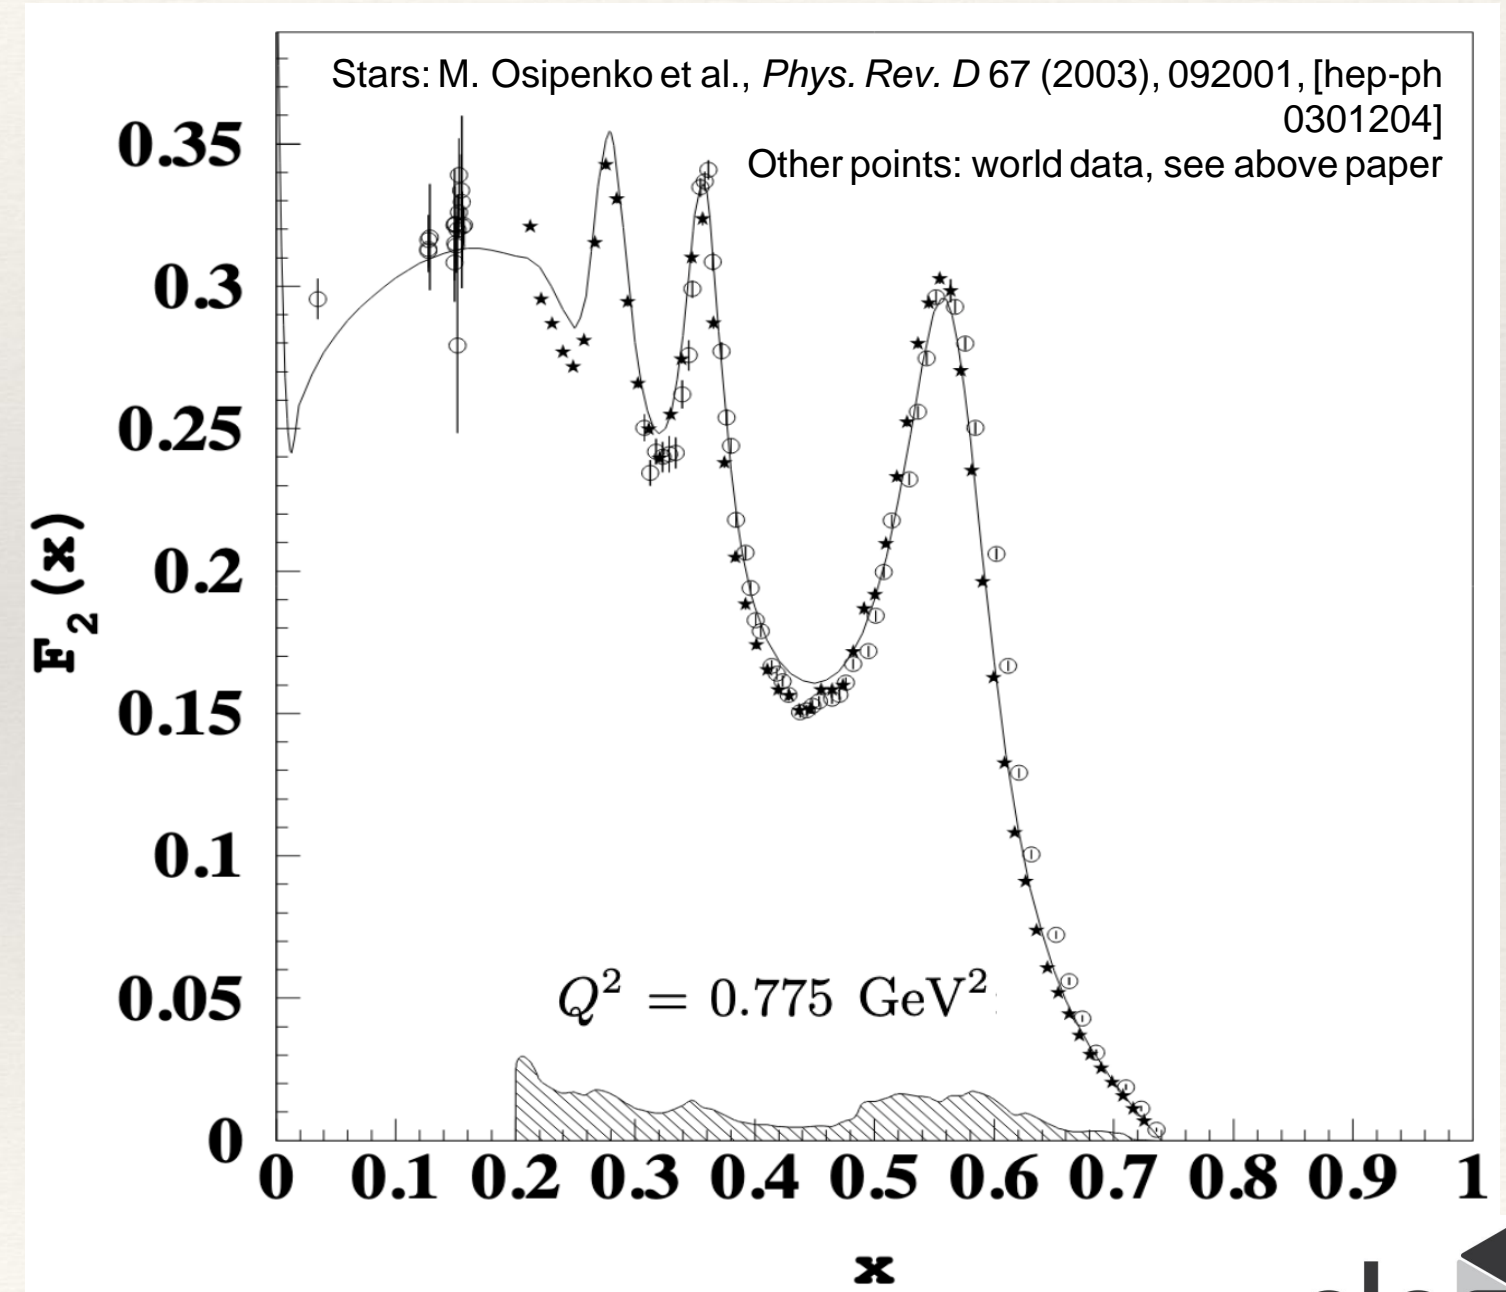 Stars: M. Osipenko et al., Phys. Rev. D 67 (2003), 092001, [hep-ph
0301204]
Other points: world data, see above paper
0.35
0.3
0.25
0.2
0.15
0.1
0.05
0
F2(x)
Q² = 0.775 GeV²
0 0.1 0.2 0.3 0.4 0.5 0.6 0.7 0.8 0.9 1
x